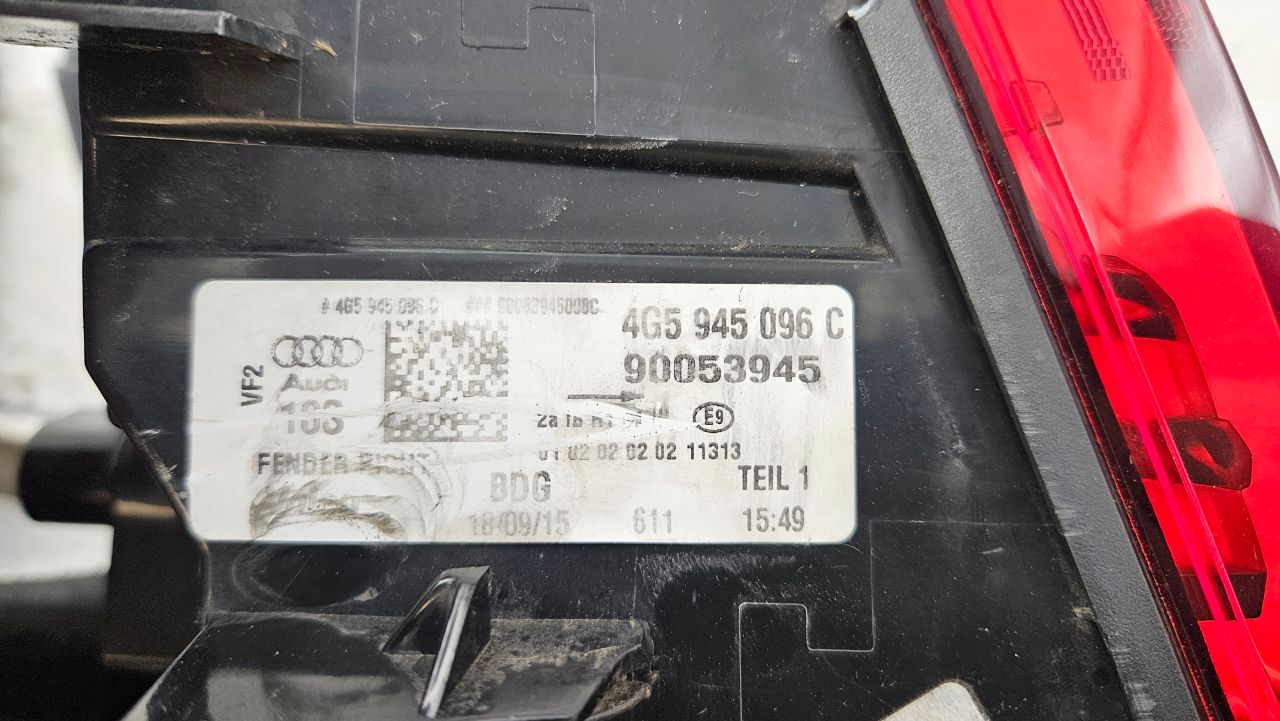 # 4G5 945 096 C
4G5 945 096 C
90053945
VF2
Audi
E9
02 02 02 02 11313
FENDER RIGHT
BDG
TEIL 1
18/09/15 611 15:49